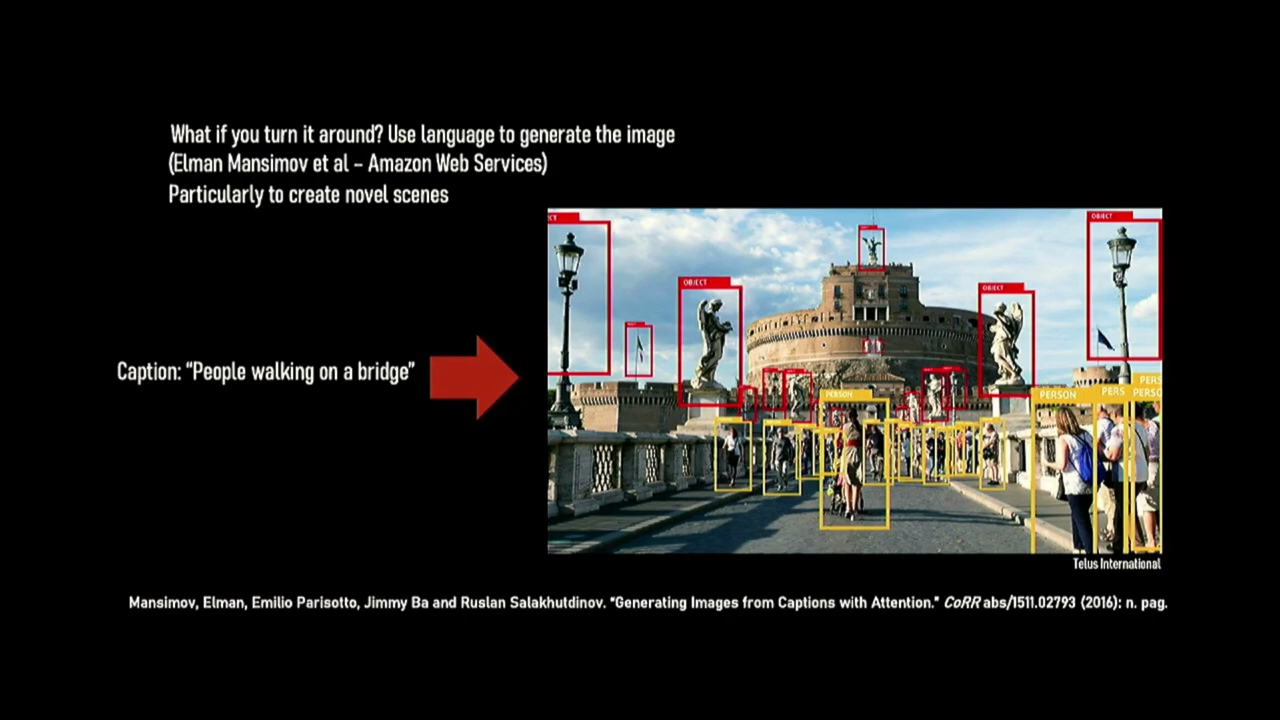 What if you turn it around? Use language to generate the image
(Elman Mansimov et al – Amazon Web Services)
Particularly to create novel scenes
OBJECT
OBJECT
OBJECT
PERSON
PERSON
PERS
PERS
PERSO
Caption: “People walking on a bridge”
Telus International
Mansimov, Elman, Emilio Parisotto, Jimmy Ba and Ruslan Salakhutdinov. “Generating Images from Captions with Attention.” CoRR abs/1511.02793 (2016): n. pag.